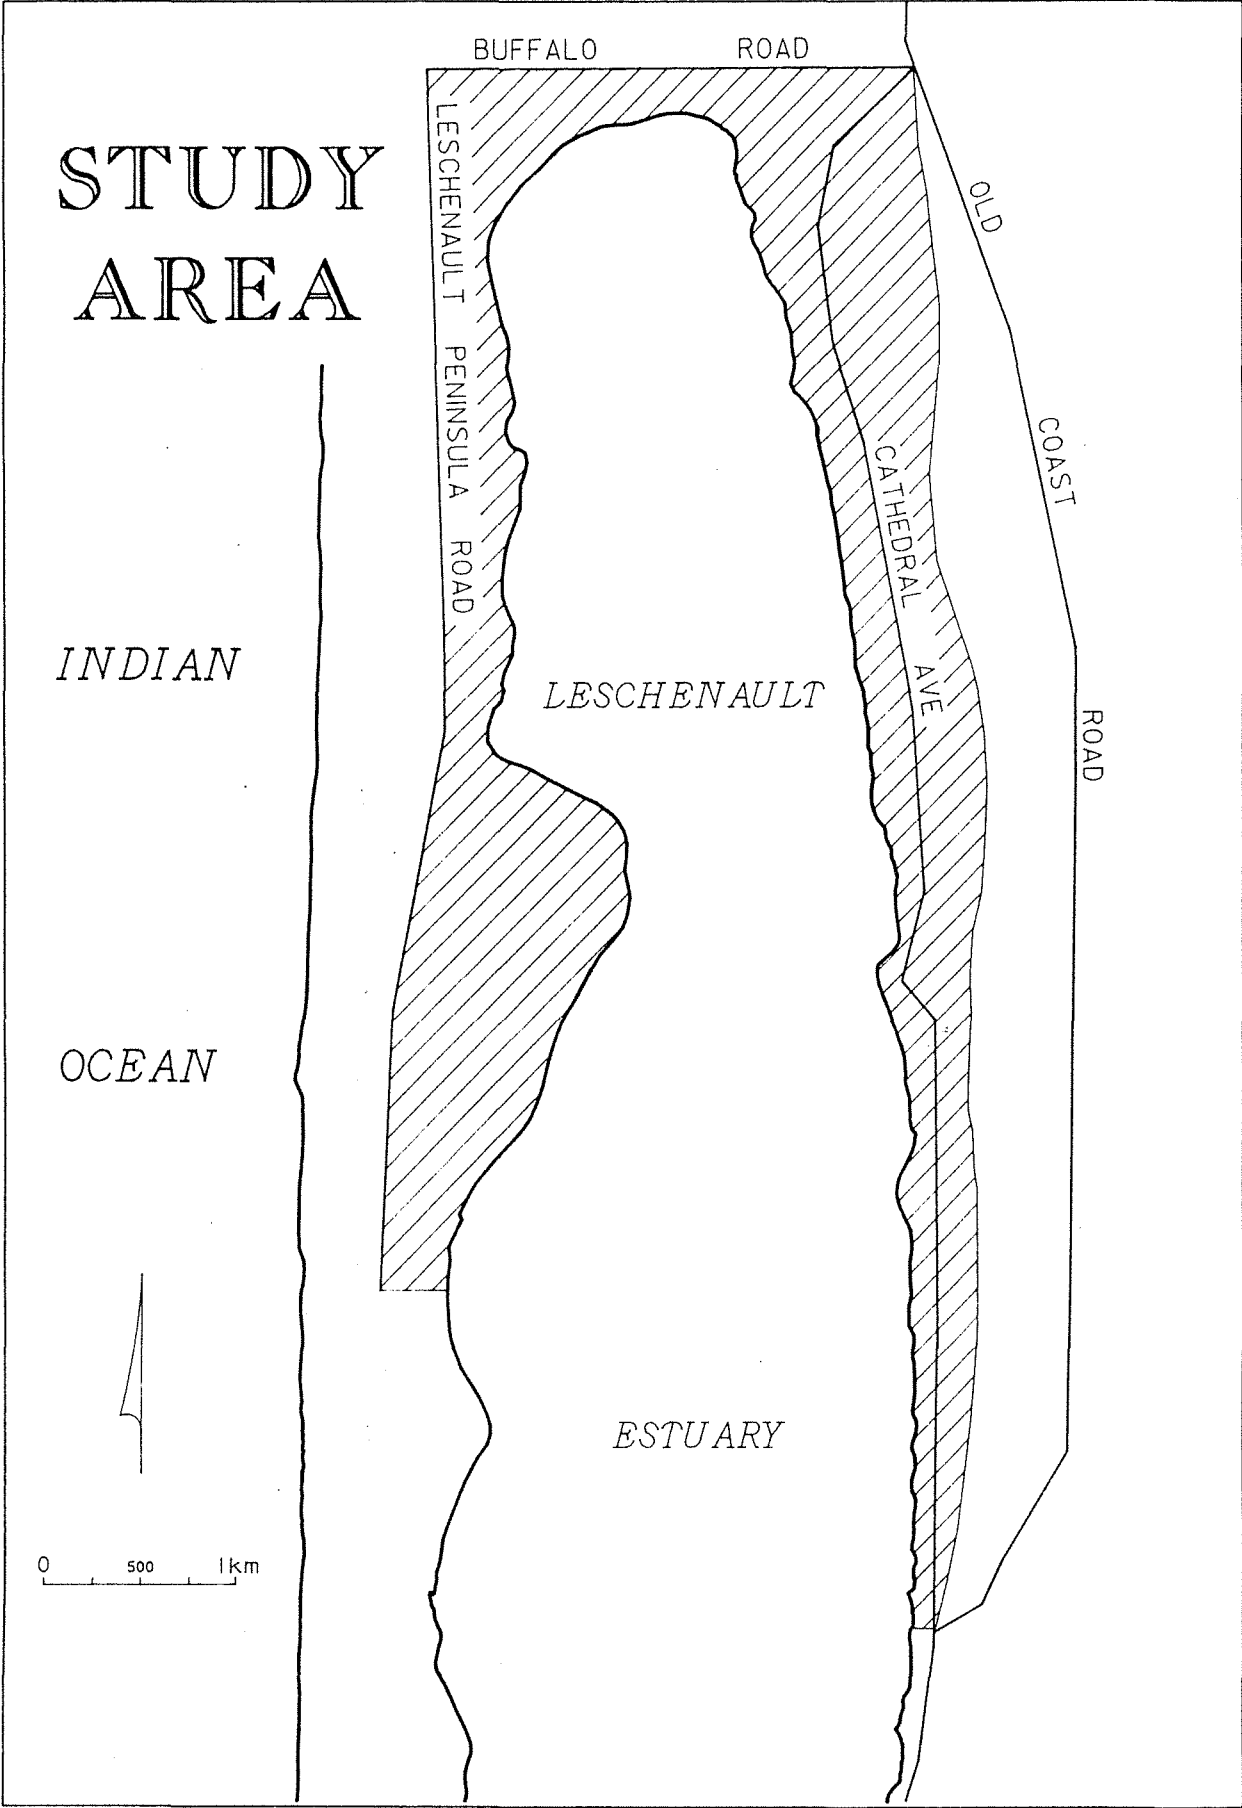 BUFFALO ROAD
STUDY
AREA
LESCHENAULT PENINSULA ROAD
OLD COAST ROAD
CATHEDRAL AVE
INDIAN
OCEAN
LESCHENAULT
ESTUARY
0 500 1km